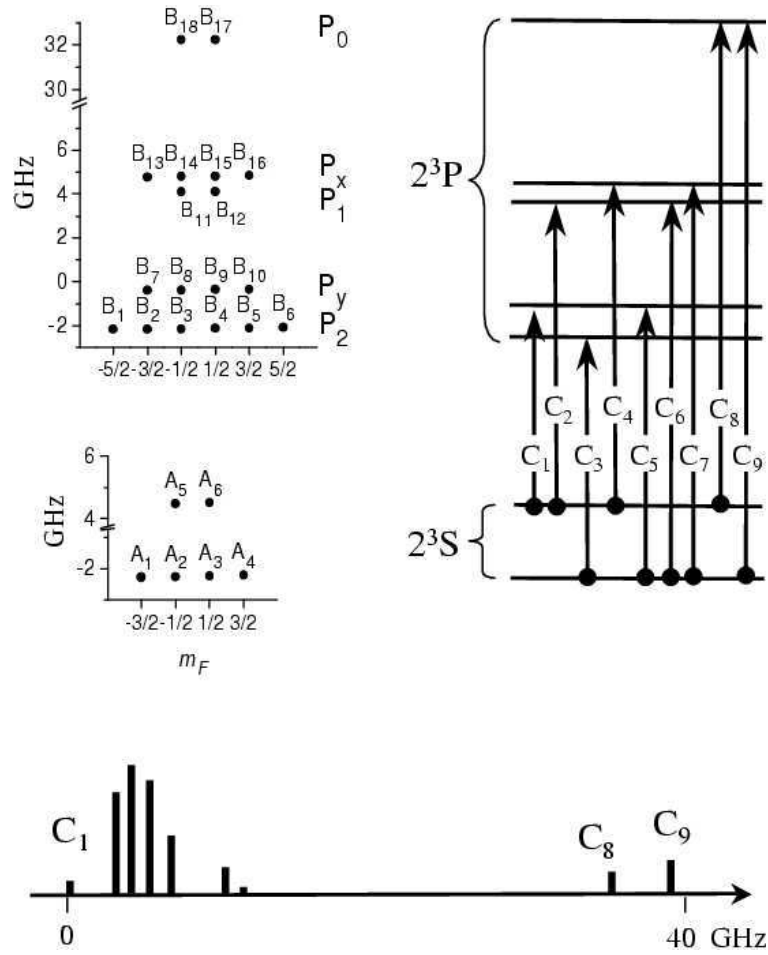 B18 B17
P0
32
30
GHz
B13 B14 B15 B16
Px
6
4
P1
B11 B12
2
0
B7 B8 B9 B10
Py
B1 B2 B3 B4 B5 B6
P2
-2
-5/2 -3/2 -1/2 1/2 3/2 5/2
2³P
C2 C4 C6 C8
C1 C3 C5 C7 C9
2³S
6
A5 A6
4
GHz
A1 A2 A3 A4
-2
-3/2 -1/2 1/2 3/2
mF
C1
C8 C9
0
40 GHz